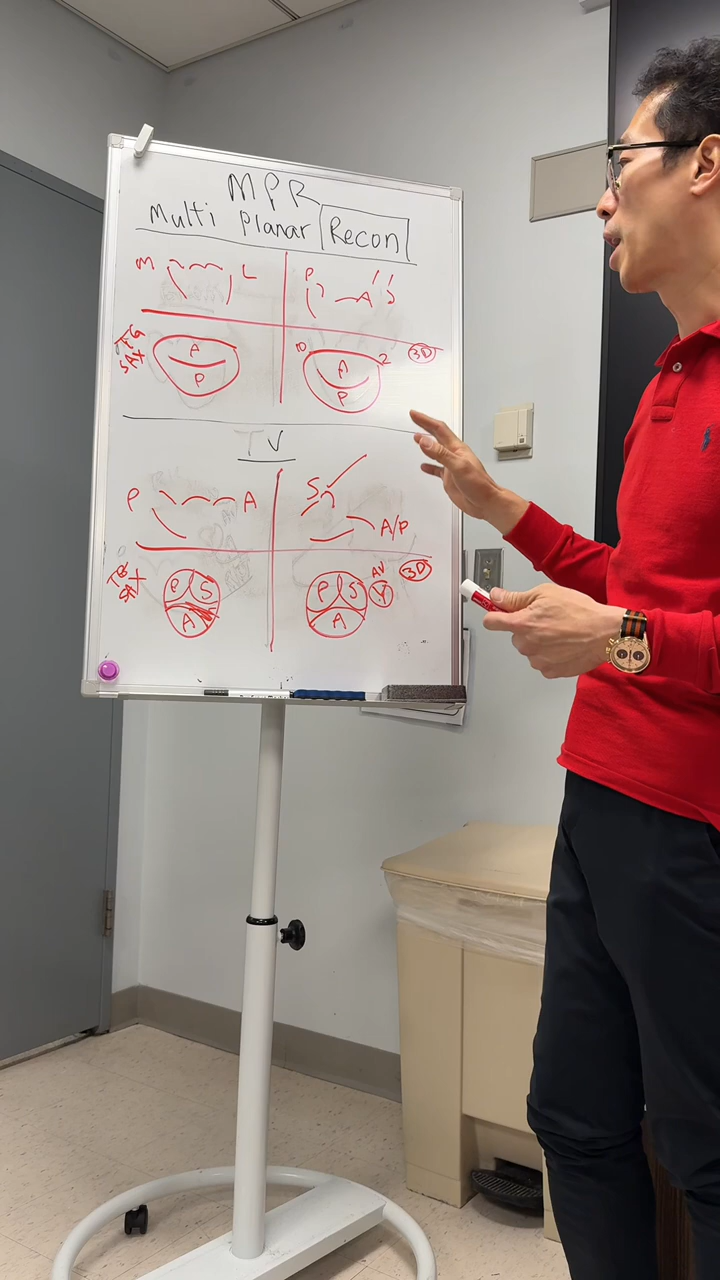 MPR
Multi Planar Recon
M L
P A
TG SAX
A
P
10 2
A
P
3D
TV
P A
S
A/P
TG SAX
P S
A
P S
A
AV
3D